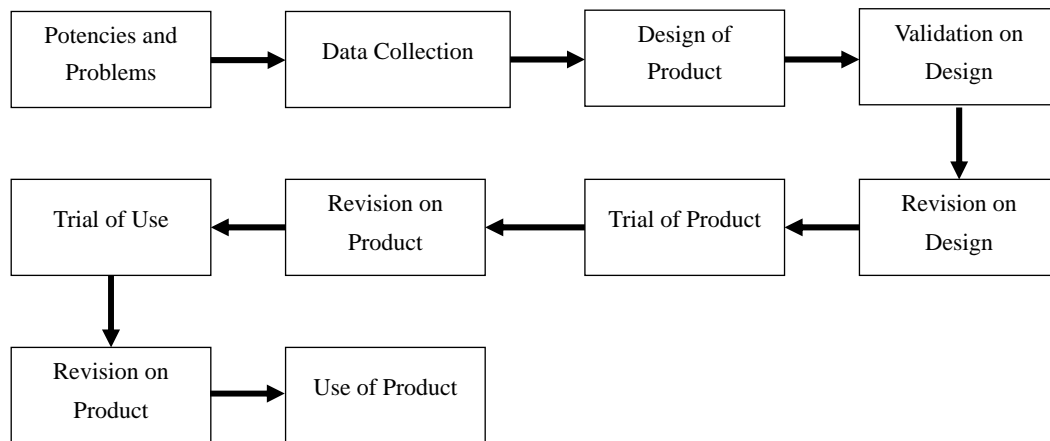 Potencies and
Problems
Data Collection
Design of
Product
Validation on
Design
Revision on
Design
Trial of Product
Revision on
Product
Trial of Use
Revision on
Product
Use of Product